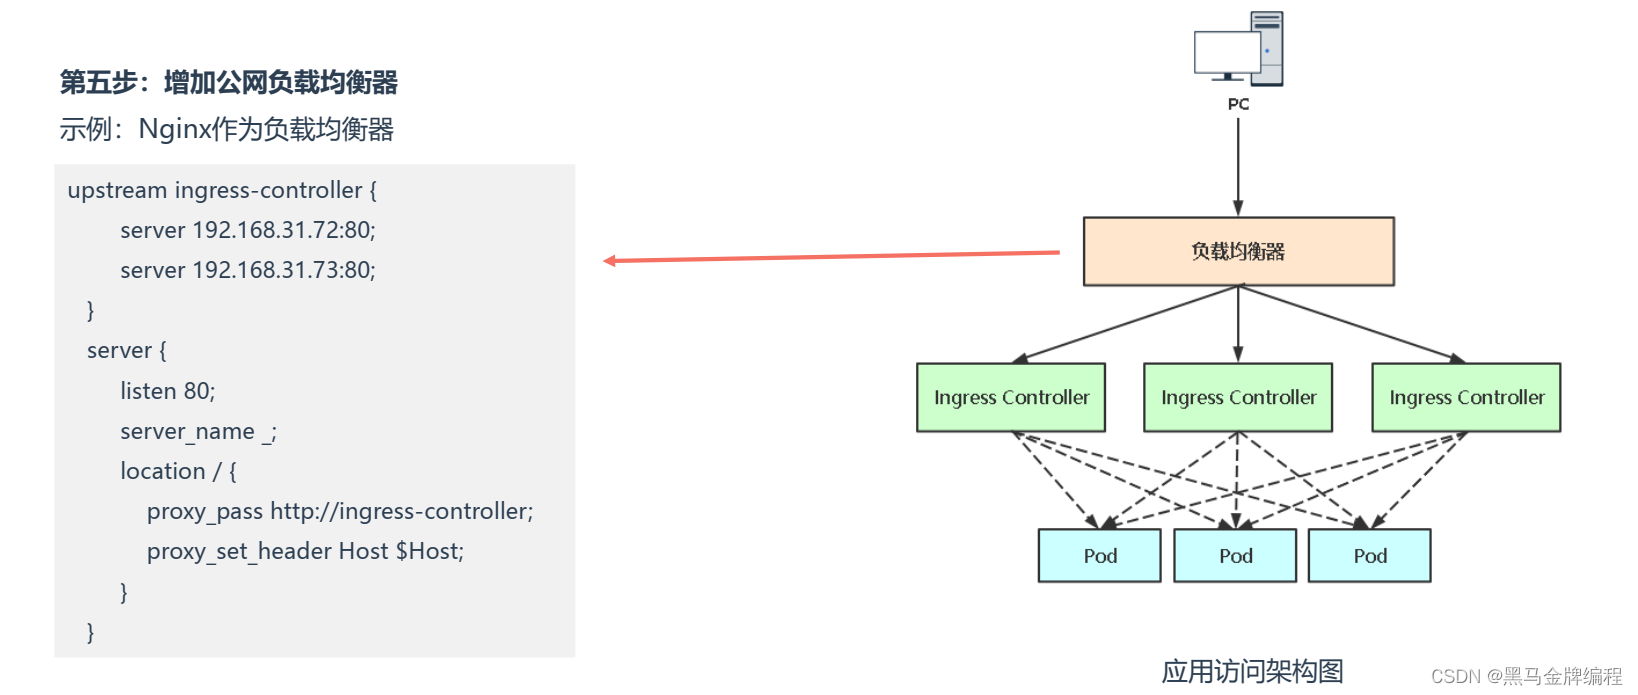 第五步：增加公网负载均衡器
示例：Nginx作为负载均衡器
upstream ingress-controller {
server 192.168.31.72:80;
server 192.168.31.73:80;
}
server {
listen 80;
server_name _;
location / {
proxy_pass http://ingress-controller;
proxy_set_header Host $Host;
}
}
PC
负载均衡器
Ingress Controller
Ingress Controller
Ingress Controller
Pod
Pod
Pod
应用访问架构图
CSDN @黑马金牌编程